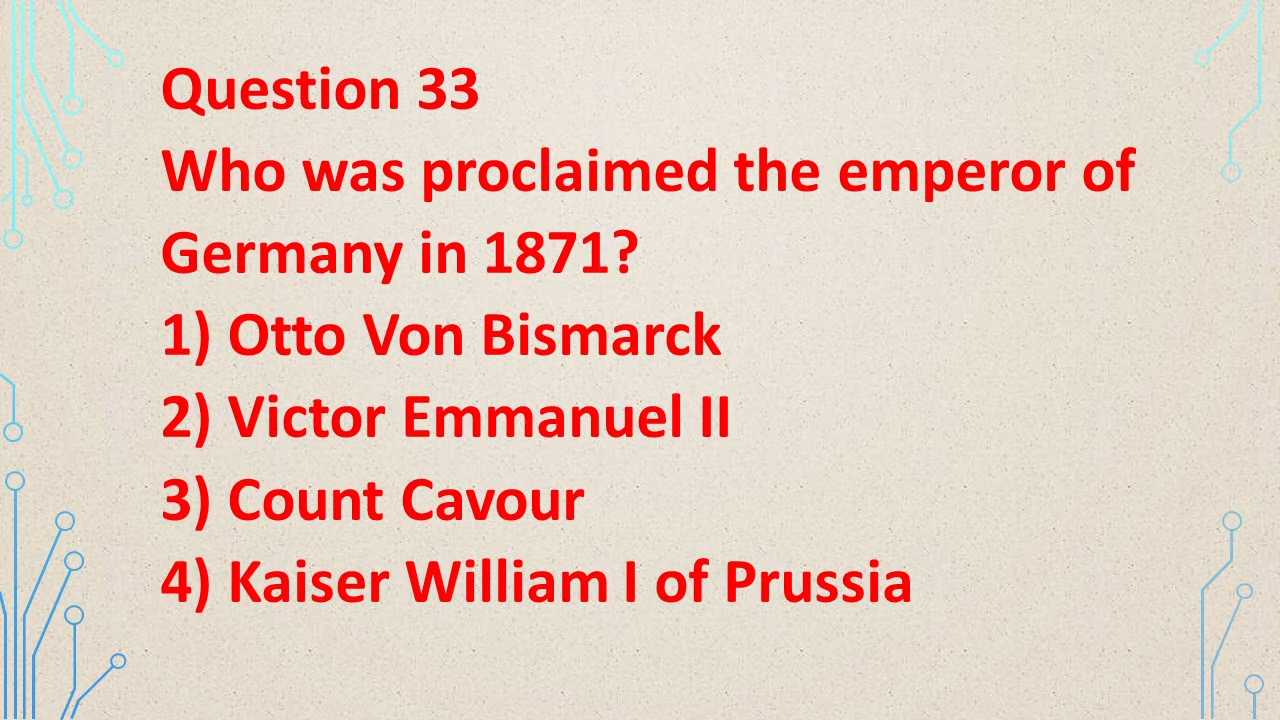 Question 33
Who was proclaimed the emperor of
Germany in 1871?
1) Otto Von Bismarck
2) Victor Emmanuel II
3) Count Cavour
4) Kaiser William I of Prussia